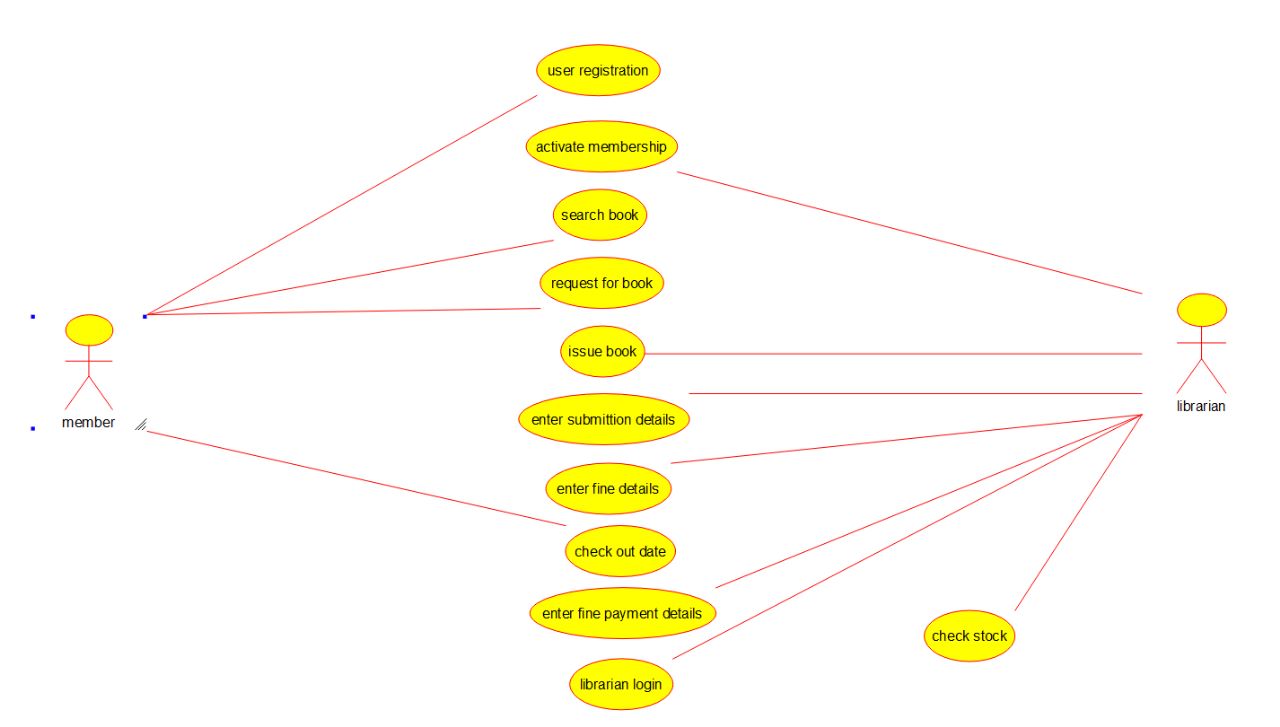 user registration
activate membership
search book
request for book
issue book
librarian
member
enter submittion details
enter fine details
check out date
enter fine payment details
check stock
librarian login